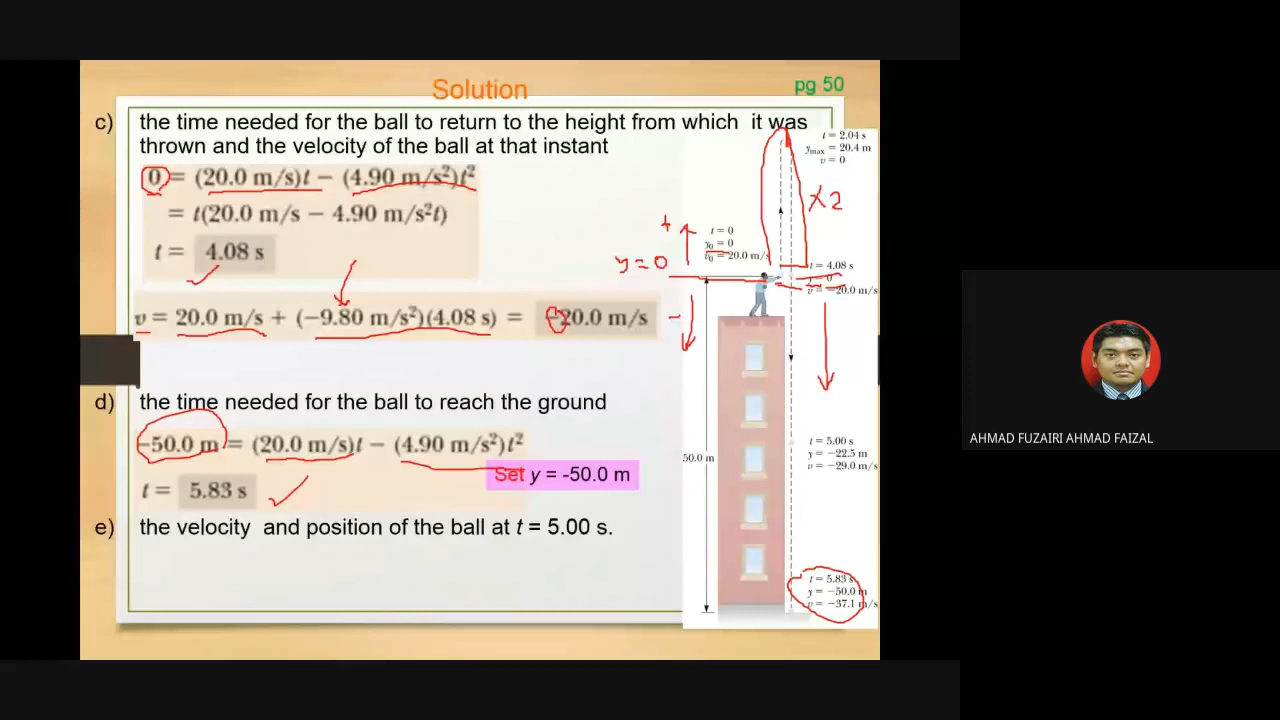 Solution
pg 50
c) the time needed for the ball to return to the height from which it was
thrown and the velocity of the ball at that instant
0 = (20.0 m/s)t − (4.90 m/s²)t²
= t(20.0 m/s − 4.90 m/s²t)
t = 4.08 s
v = 20.0 m/s + (−9.80 m/s²)(4.08 s) = −20.0 m/s
d) the time needed for the ball to reach the ground
−50.0 m = (20.0 m/s)t − (4.90 m/s²)t²
Set y = -50.0 m
t = 5.83 s
e) the velocity and position of the ball at t = 5.00 s.
t = 2.04 s
ymax = 20.4 m
v = 0
×2
+
t = 0
y0 = 0
v0 = 20.0 m/s
y=0
t = 4.08 s
v = −20.0 m/s
−
50.0 m
t = 5.00 s
y = −22.5 m
v = −29.0 m/s
t = 5.83 s
y = −50.0 m
v = −37.1 m/s
AHMAD FUZAIRI AHMAD FAIZAL